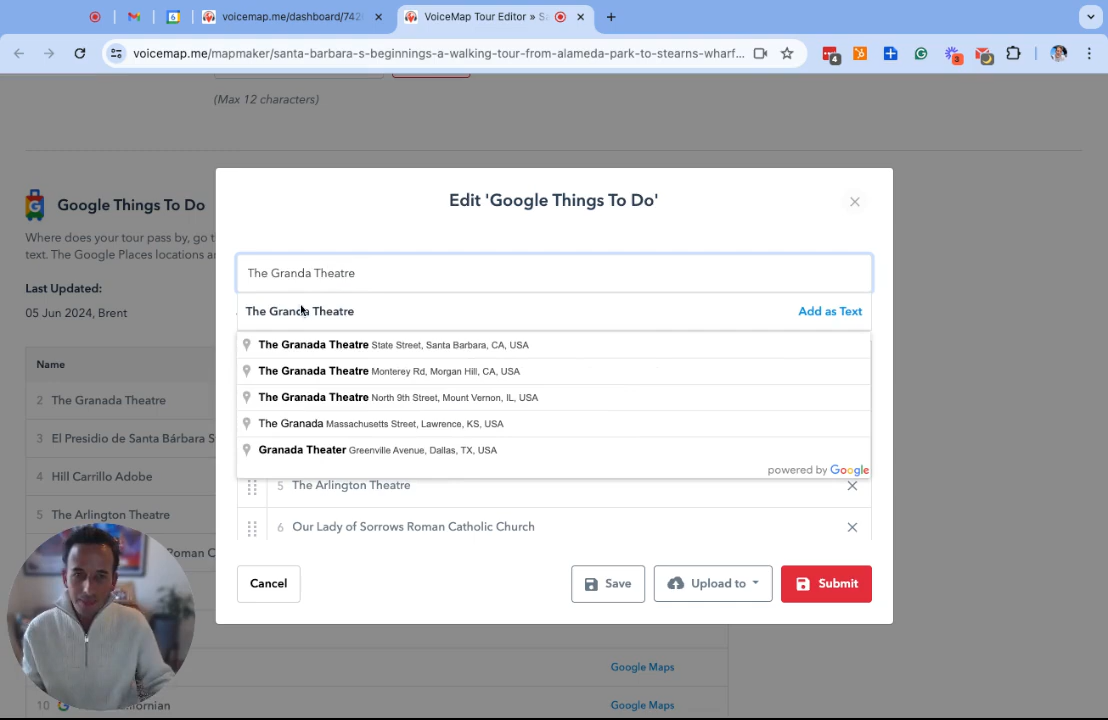 voicemap.me/dashboard/742
VoiceMap Tour Editor » Sa
voicemap.me/mapmaker/santa-barbara-s-beginnings-a-walking-tour-from-alameda-park-to-stearns-wharf...
4
3
(Max 12 characters)
Google Things To Do
Where does your tour pass by, go t
text. The Google Places locations a
Last Updated:
05 Jun 2024, Brent
Name
2 The Granada Theatre
3 El Presidio de Santa Bárbara S
4 Hill Carrillo Adobe
5 The Arlington Theatre
Roman C
Google Maps
10 fornian
Google Maps
Edit 'Google Things To Do'
The Granda Theatre
The Granda Theatre
Add as Text
The Granada Theatre State Street, Santa Barbara, CA, USA
The Granada Theatre Monterey Rd, Morgan Hill, CA, USA
The Granada Theatre North 9th Street, Mount Vernon, IL, USA
The Granada Massachusetts Street, Lawrence, KS, USA
Granada Theater Greenville Avenue, Dallas, TX, USA
powered by Google
5 The Arlington Theatre
6 Our Lady of Sorrows Roman Catholic Church
Cancel
Save
Upload to
Submit